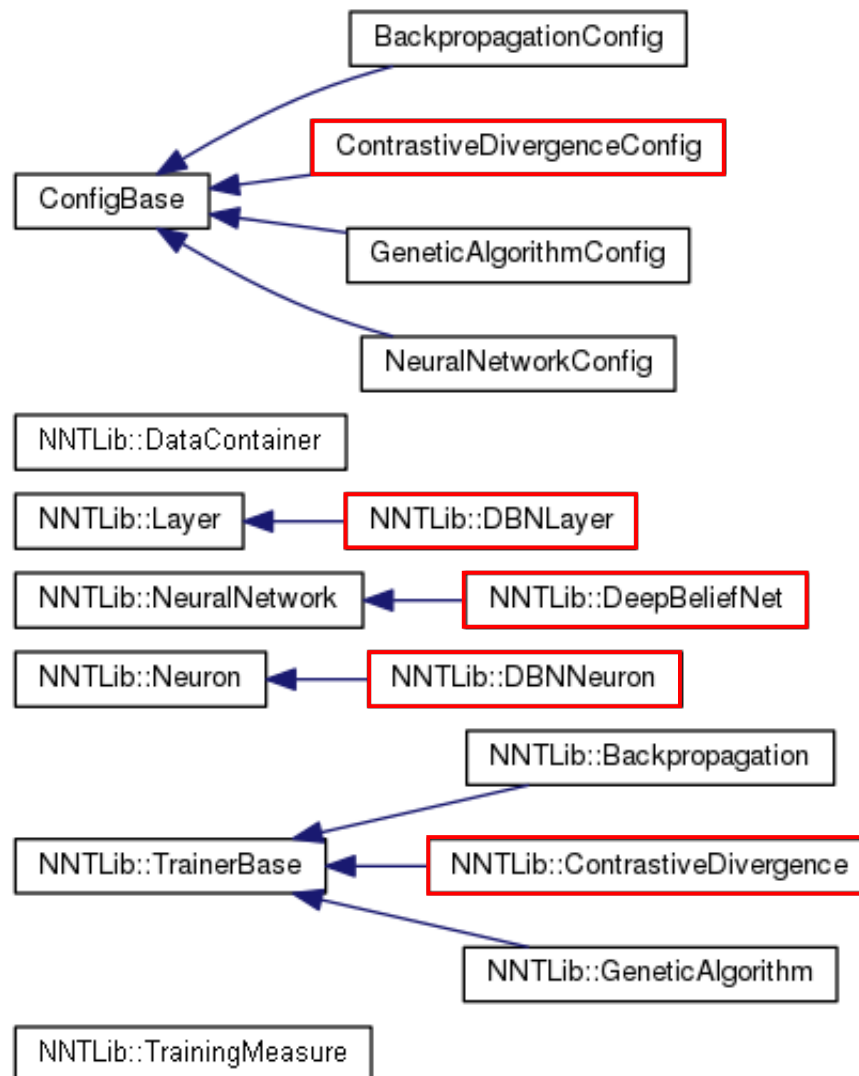 BackpropagationConfig
ContrastiveDivergenceConfig
ConfigBase
GeneticAlgorithmConfig
NeuralNetworkConfig
NNTLib::DataContainer
NNTLib::Layer
NNTLib::DBNLayer
NNTLib::NeuralNetwork
NNTLib::DeepBeliefNet
NNTLib::Neuron
NNTLib::DBNNeuron
NNTLib::Backpropagation
NNTLib::TrainerBase
NNTLib::ContrastiveDivergence
NNTLib::GeneticAlgorithm
NNTLib::TrainingMeasure